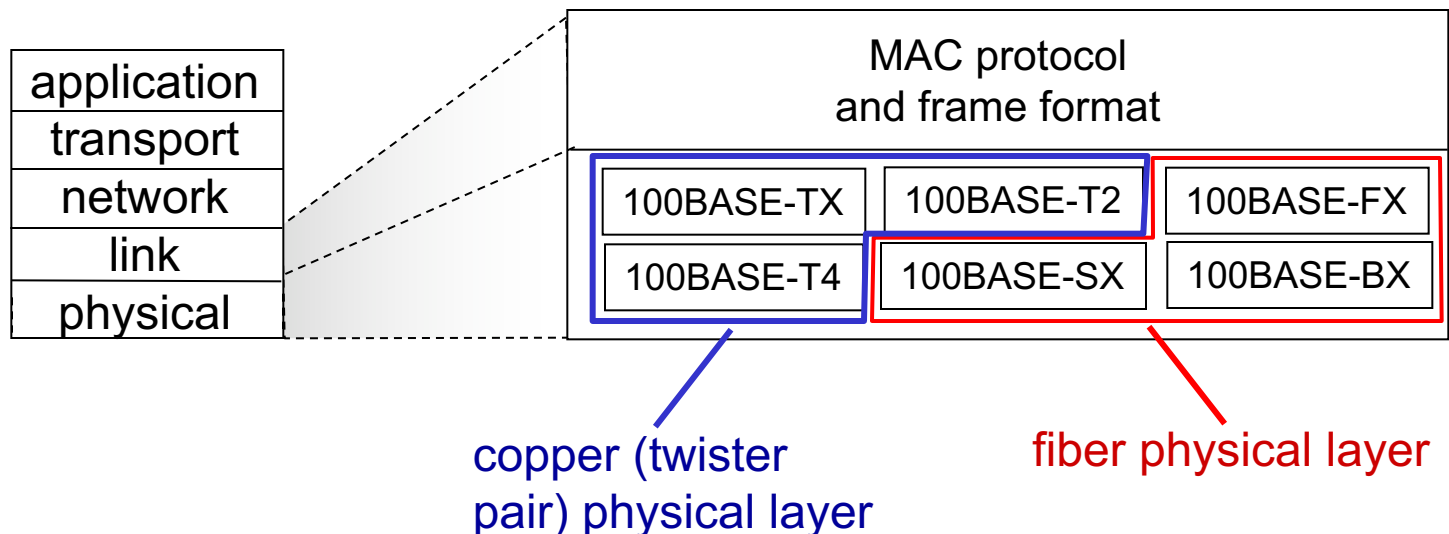 application
transport
network
link
physical
MAC protocol
and frame format
100BASE-TX
100BASE-T2
100BASE-FX
100BASE-T4
100BASE-SX
100BASE-BX
copper (twister
pair) physical layer
fiber physical layer